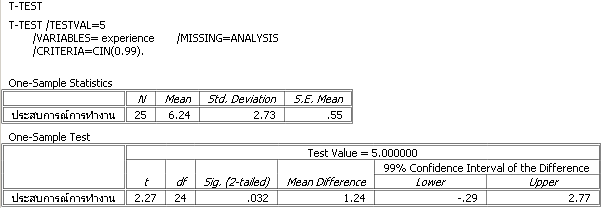 T-TEST
T-TEST /TESTVAL=5
/VARIABLES= experience /MISSING=ANALYSIS
/CRITERIA=CIN(0.99).
One-Sample Statistics
N Mean Std. Deviation S.E. Mean
ประสบการณ์การทำงาน 25 6.24 2.73 .55
One-Sample Test
Test Value = 5.000000
99% Confidence Interval of the Difference
t df Sig. (2-tailed) Mean Difference Lower Upper
ประสบการณ์การทำงาน 2.27 24 .032 1.24 -.29 2.77